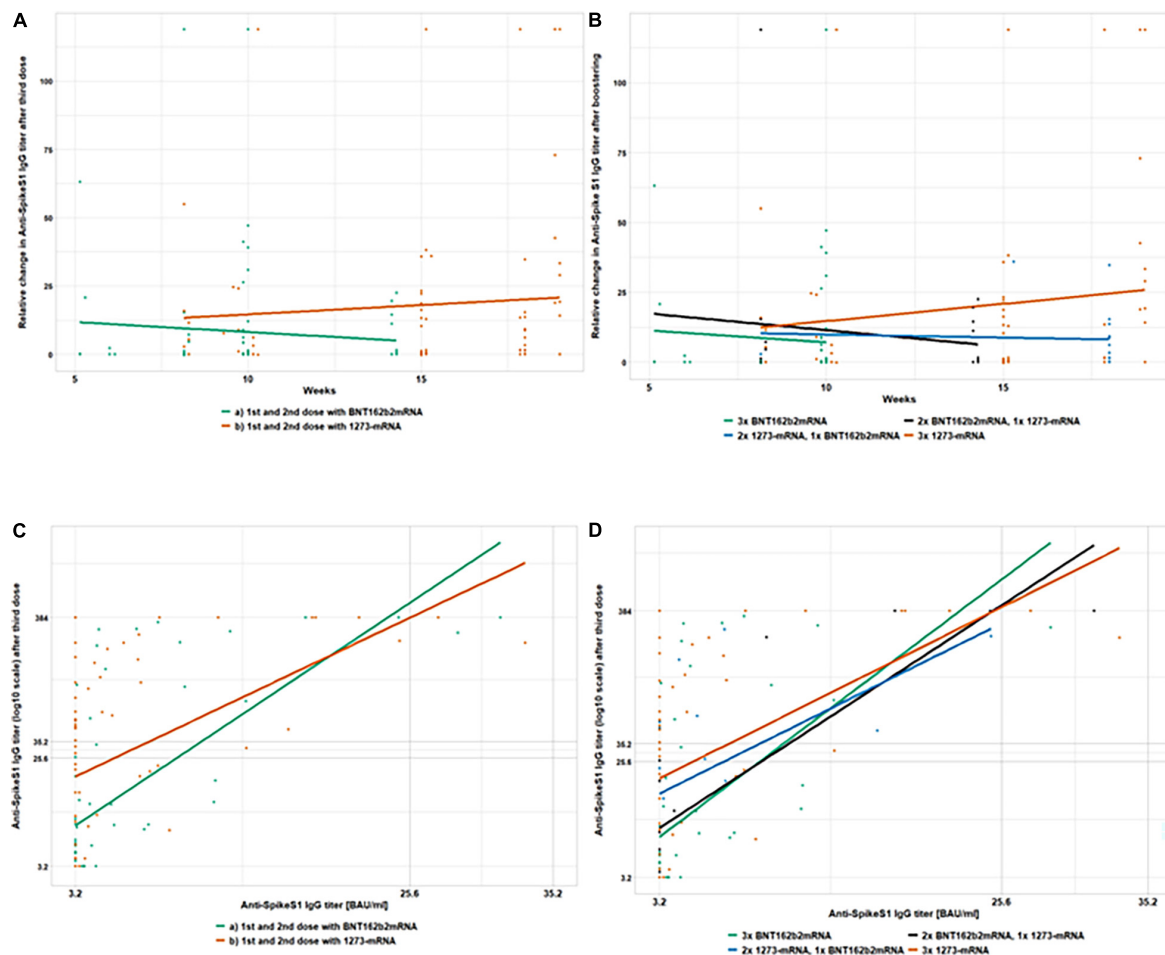 A
Relative change in Anti-SpikeS1 IgG titer after third dose
100
75
50
25
0
5
10
15
Weeks
a) 1st and 2nd dose with BNT162b2mRNA
b) 1st and 2nd dose with 1273-mRNA
B
Relative change in Anti-Spike S1 IgG titer after boostering
100
75
50
25
0
5
10
15
Weeks
3x BNT162b2mRNA
2x BNT162b2mRNA, 1x 1273-mRNA
2x 1273-mRNA, 1x BNT162b2mRNA
3x 1273-mRNA
C
Anti-SpikeS1 IgG titer (log10 scale) after third dose
384
35.2
25.6
3.2
3.2
25.6
35.2
Anti-SpikeS1 IgG titer [BAU/ml]
a) 1st and 2nd dose with BNT162b2mRNA
b) 1st and 2nd dose with 1273-mRNA
D
Anti-SpikeS1 IgG titer (log10 scale) after third dose
384
35.2
25.6
3.2
3.2
25.6
35.2
Anti-SpikeS1 IgG titer [BAU/ml]
3x BNT162b2mRNA
2x BNT162b2mRNA, 1x 1273-mRNA
2x 1273-mRNA, 1x BNT162b2mRNA
3x 1273-mRNA